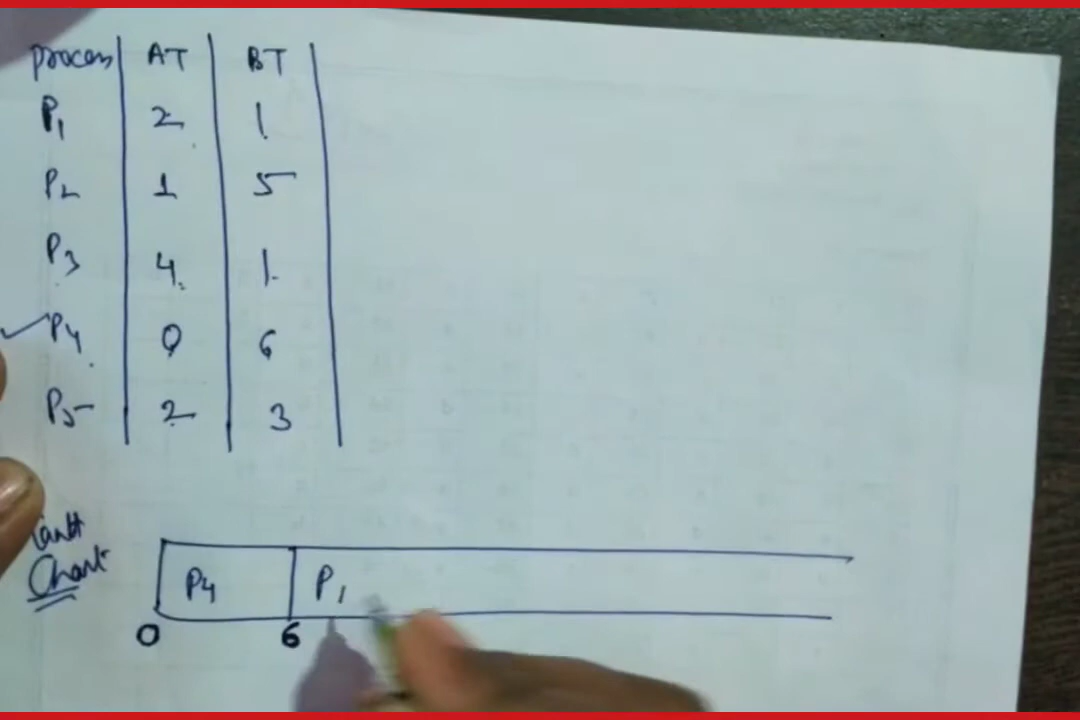 Process AT BT
P1 2 1
P2 1 5
P3 4 1
P4 0 6
P5 2 3
Chart
P4 P1
0 6